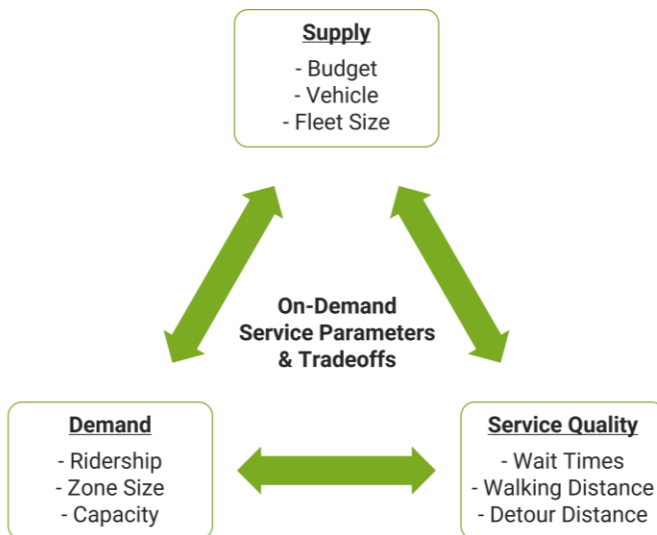 Supply
- Budget
- Vehicle
- Fleet Size
On-Demand
Service Parameters
& Tradeoffs
Demand
- Ridership
- Zone Size
- Capacity
Service Quality
- Wait Times
- Walking Distance
- Detour Distance